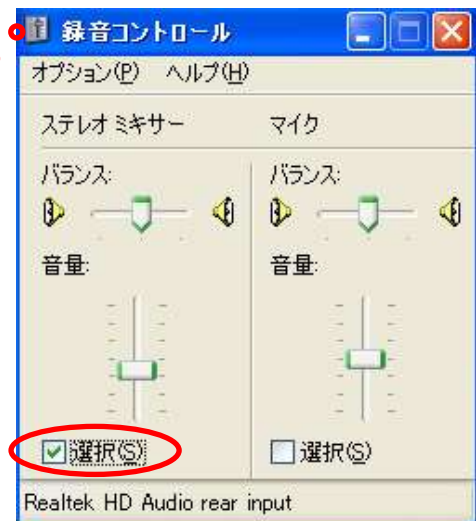 録音コントロール
オプション(P) ヘルプ(H)
ステレオ ミキサー マイク
バランス: バランス:
音量: 音量:
選択(S) 選択(S)
Realtek HD Audio rear input